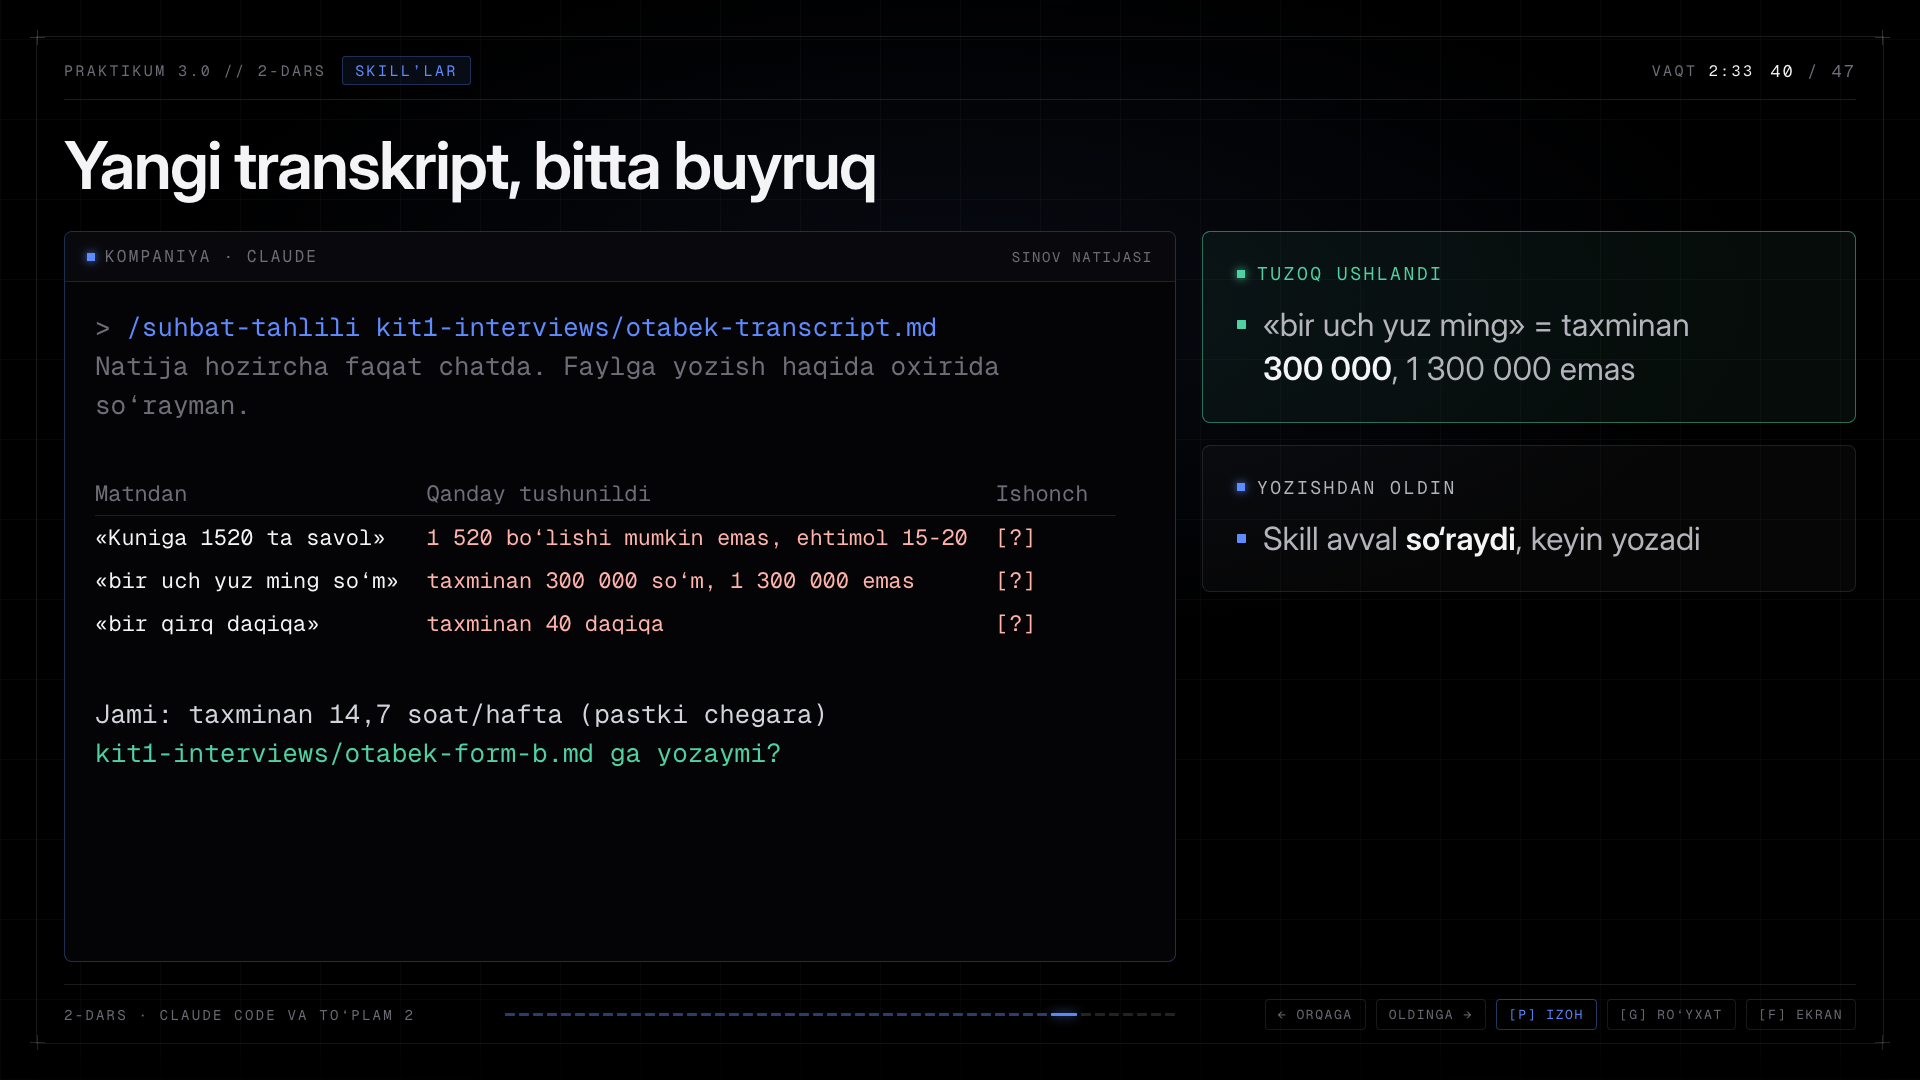 PRAKTIKUM 3.0 // 2-DARS SKILL'LAR
VAQT 2:33 40 / 47
Yangi transkript, bitta buyruq
KOMPANIYA · CLAUDE
SINOV NATIJASI
> /suhbat-tahlili kit1-interviews/otabek-transcript.md
Natija hozircha faqat chatda. Faylga yozish haqida oxirida
so‘rayman.
Matndan Qanday tushunildi Ishonch
«Kuniga 1520 ta savol» 1 520 bo‘lishi mumkin emas, ehtimol 15-20 [?]
«bir uch yuz ming so‘m» taxminan 300 000 so‘m, 1 300 000 emas [?]
«bir qirq daqiqa» taxminan 40 daqiqa [?]
Jami: taxminan 14,7 soat/hafta (pastki chegara)
kit1-interviews/otabek-form-b.md ga yozaymi?
TUZOQ USHLANDI
«bir uch yuz ming» = taxminan
300 000, 1 300 000 emas
YOZISHDAN OLDIN
Skill avval so‘raydi, keyin yozadi
2-DARS · CLAUDE CODE VA TO‘PLAM 2
← ORQAGA OLDINGA → [P] IZOH [G] RO‘YXAT [F] EKRAN